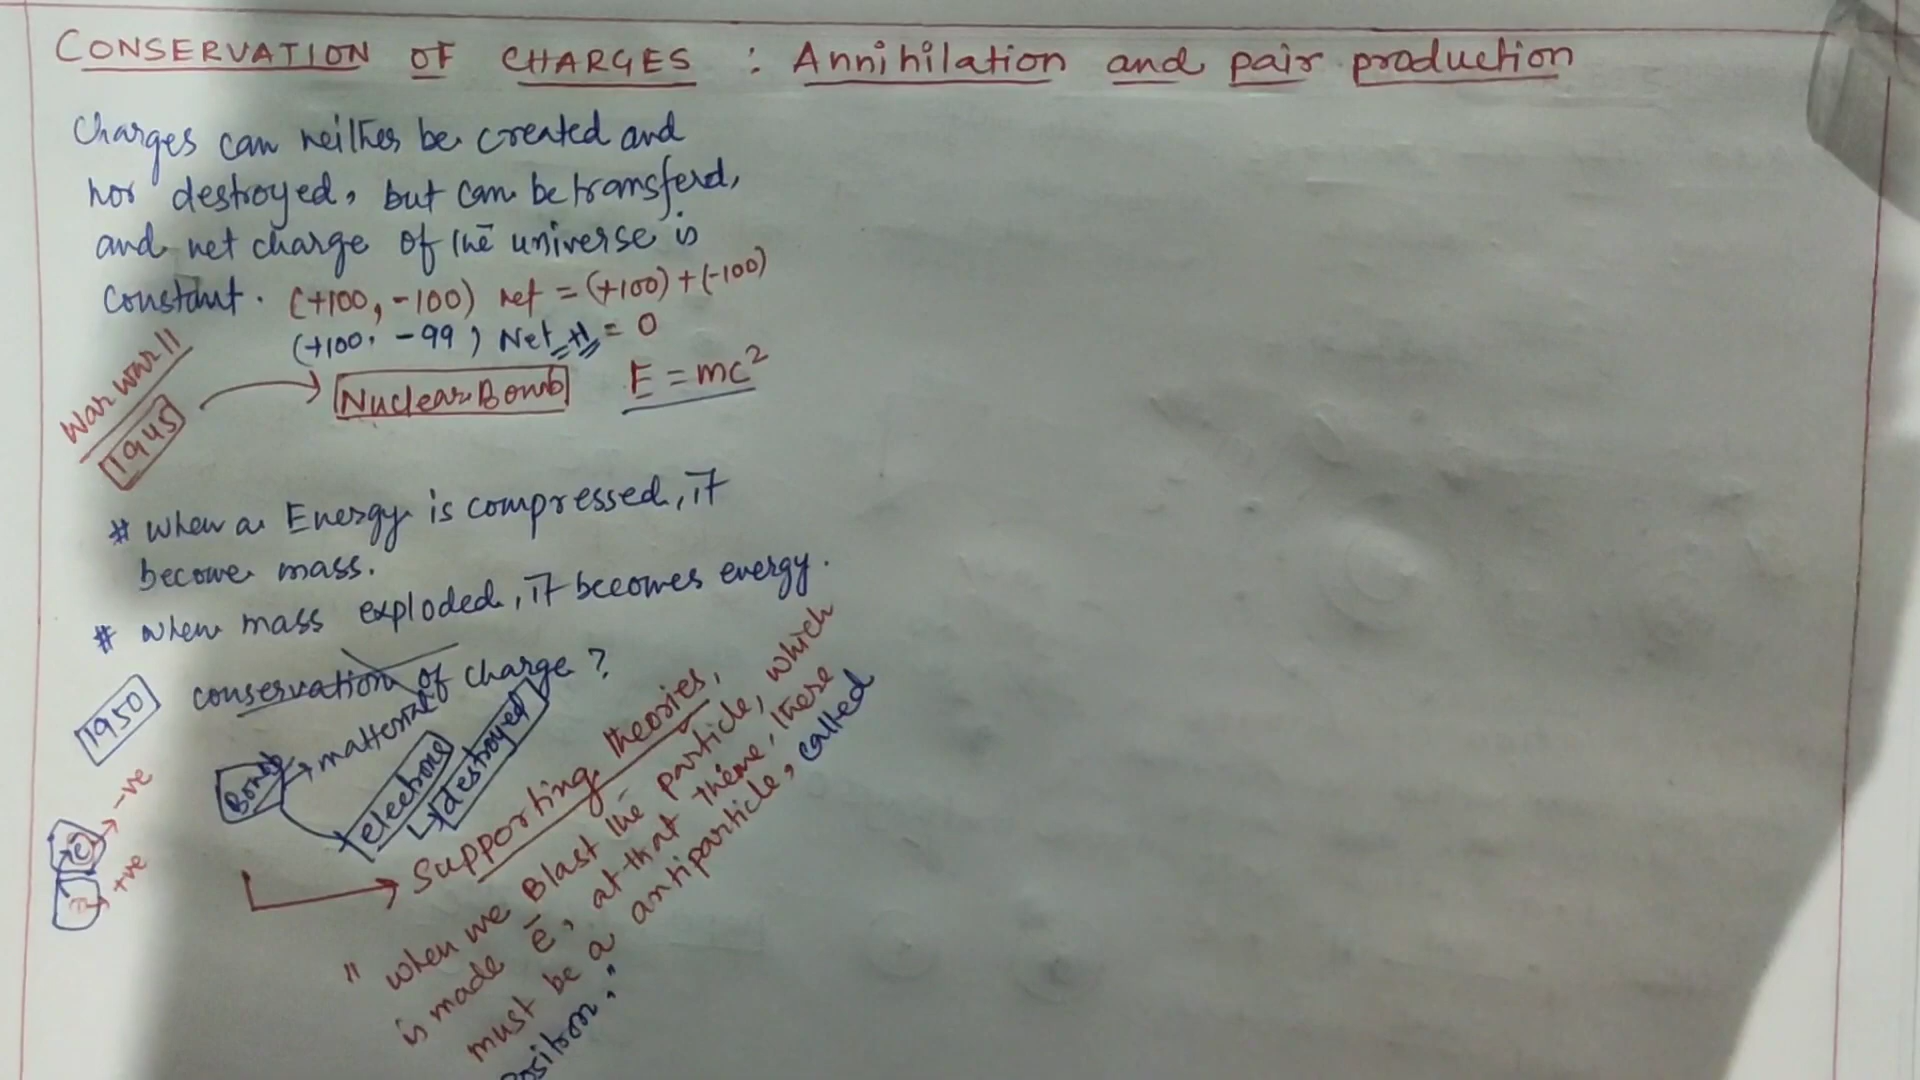 CONSERVATION OF CHARGES : Annihilation and pair production
Charges can neither be created and
nor destroyed, but can be transferd,
and net charge of the universe is
constant. (+100, -100) net = (+100) + (-100)
(+100, -99) Net +1 = 0
War war II
1945
Nuclear Bomb
E = mc²
# when a Energy is compressed, it
become mass.
# when mass exploded, it becomes energy.
1950
conservation of charge?
Bomb → matterial
electrons
↳ destroyed
-ve
e
+ve
Supporting theories,
" when we Blast the particle, which
is made e̅, at that theme, there
must be a antiparticle, called
positron."